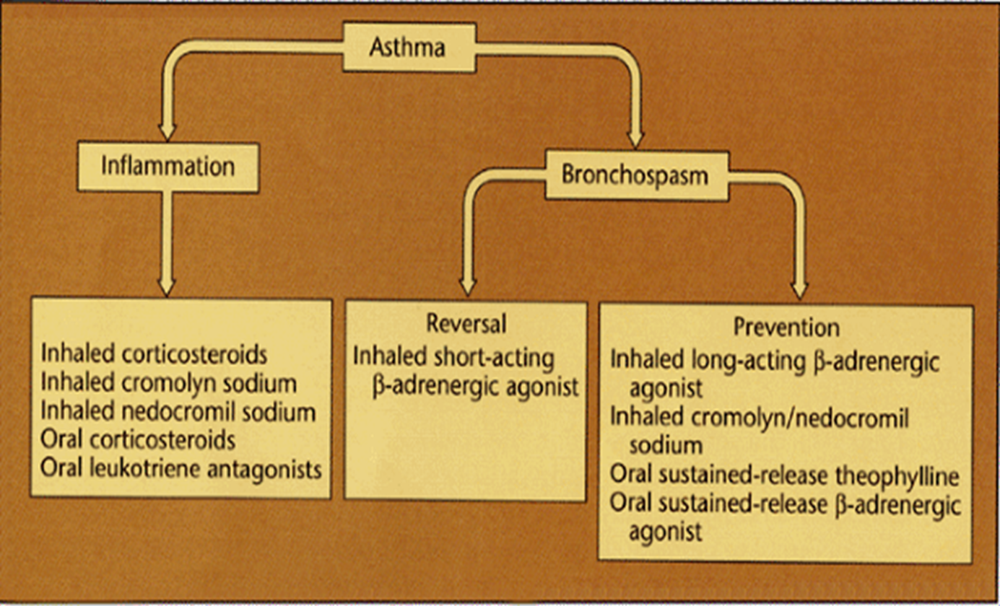 Asthma
Inflammation
Bronchospasm
Inhaled corticosteroids
Inhaled cromolyn sodium
Inhaled nedocromil sodium
Oral corticosteroids
Oral leukotriene antagonists
Reversal
Inhaled short-acting
β-adrenergic agonist
Prevention
Inhaled long-acting β-adrenergic
agonist
Inhaled cromolyn/nedocromil
sodium
Oral sustained-release theophylline
Oral sustained-release β-adrenergic
agonist